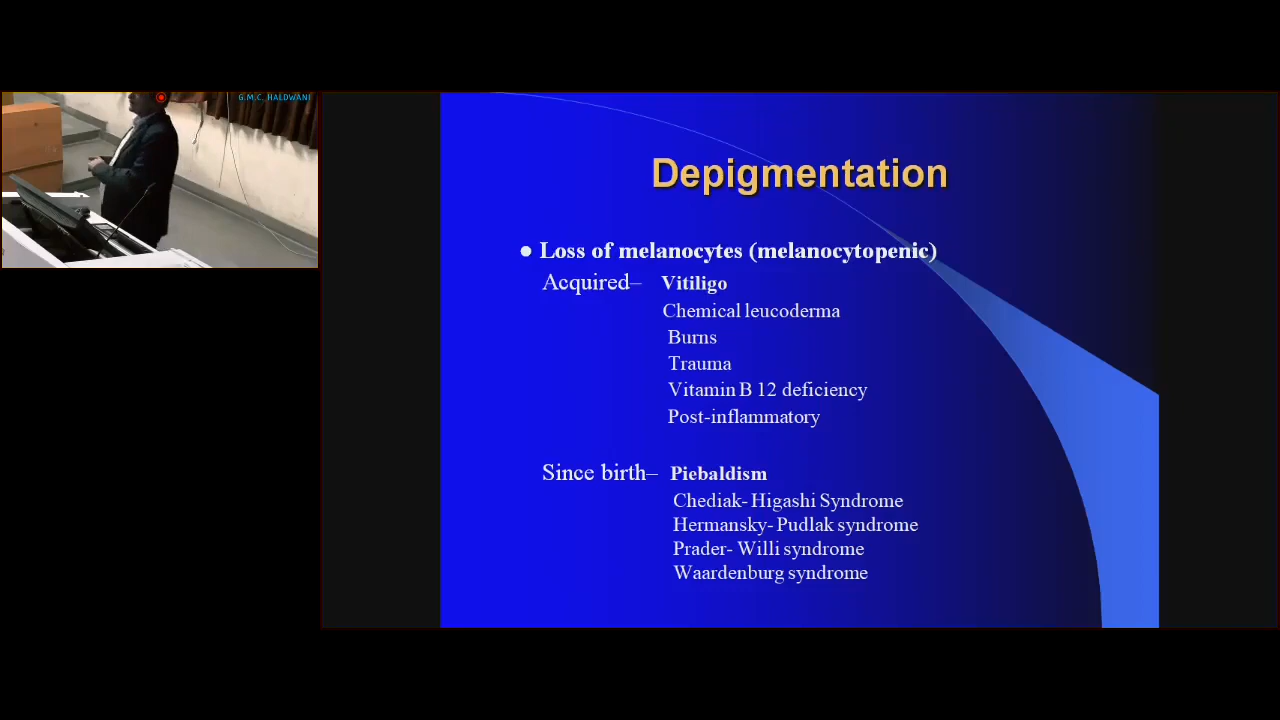 G.M.C. HALDWANI
Depigmentation
● Loss of melanocytes (melanocytopenic)
Acquired– Vitiligo
Chemical leucoderma
Burns
Trauma
Vitamin B 12 deficiency
Post-inflammatory
Since birth– Piebaldism
Chediak- Higashi Syndrome
Hermansky- Pudlak syndrome
Prader- Willi syndrome
Waardenburg syndrome